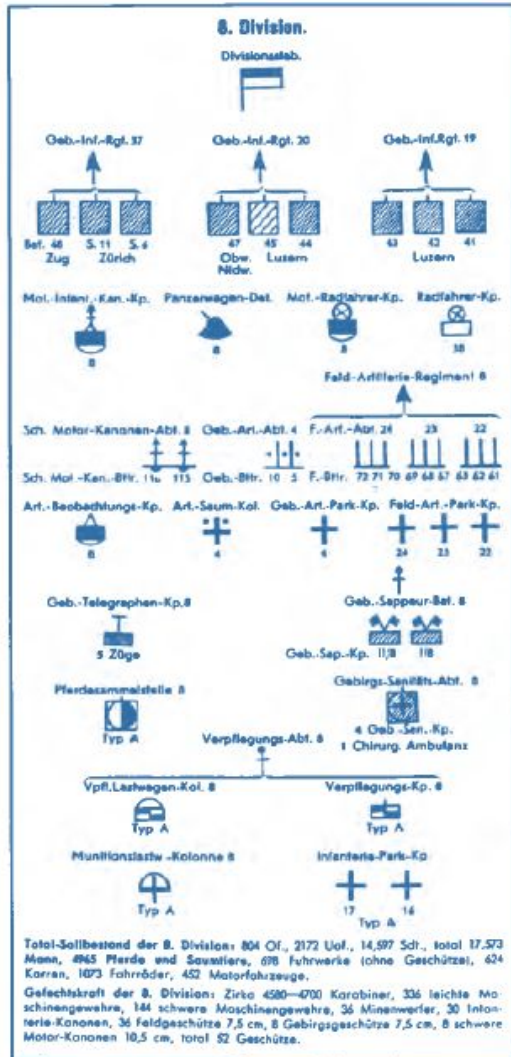 8. Division.
Divisionsstab.
Geb.-Inf.-Rgt. 37 Geb.-Inf.-Rgt. 20 Geb.-Inf.Rgt. 19
Bat. 48 S. 11 S. 6 47 45 44 43 42 41
Zug Zürich Obw. Luzern Luzern
Nidw.
Mot.-Infant.-Kan.-Kp. Panzerwagen-Det. Mot.-Radfahrer-Kp. Radfahrer-Kp.
8 8 8
Feld-Artillerie-Regiment 8
Sch. Motor-Kanonen-Abt. 8 Geb.-Art.-Abt. 4 F.-Art.-Abt. 24 23 22
Sch. Mot.-Kan.-Bttr. 116 115 Geb.-Bttr. 10 5 F.-Bttr. 72 71 70 69 68 67 63 62 61
Art.-Beobachtungs-Kp. Art.-Saum-Kol. Geb.-Art-Park-Kp. Feld-Art.-Park-Kp.
8 4 4 24 23 22
Geb.-Telegraphen-Kp.8 Geb.-Sappeur-Bat. 8
5 Züge Geb.-Sap.-Kp. II/8 I/8
Pferdesammelstelle 8 Gebirgs-Sanitäts-Abt. 8
Typ A 4 Geb.-San.-Kp.
1 Chirurg. Ambulanz
Verpflegungs-Abt. 8
Vpfl.Lastwagen-Kol. 8 Verpflegungs-Kp. 8
Typ A Typ A
Munitionslastw.-Kolonne 8 Infanterie-Park-Kp
Typ A 17 16
Typ A
Total-Sollbestand der 8. Division: 804 Of., 2172 Uof., 14,597 Sdt., total 17.573
Mann, 4965 Pferde und Saumtiere, 698 Fuhrwerke (ohne Geschütze), 624
Karren, 1073 Fahrräder, 452 Motorfahrzeuge.
Gefechtskraft der 8. Division: Zirka 4580—4700 Karabiner, 336 leichte Ma-
schinengewehre, 144 schwere Maschinengewehre, 36 Minenwerfer, 30 Infan-
terie-Kanonen, 36 Feldgeschütze 7,5 cm, 8 Gebirgsgeschütze 7,5 cm, 8 schwere
Motor-Kanonen 10,5 cm, total 52 Geschütze.